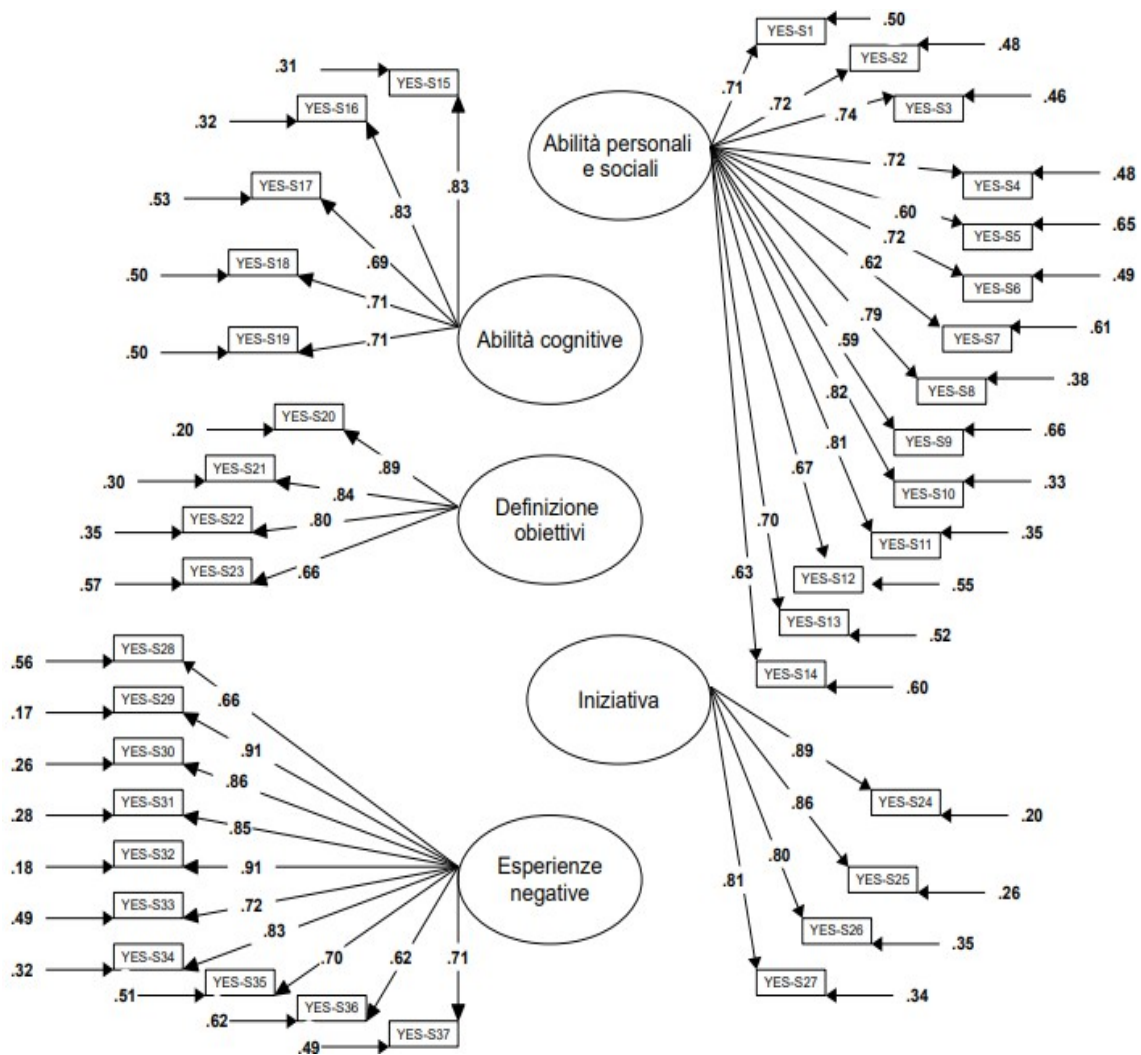 .50
YES-S1
.48
YES-S2
.31
YES-S15
.46
YES-S3
YES-S16
.32
.71
.72
.74
Abilità personali
e sociali
.72
.48
YES-S4
YES-S17
.53
.83
.60
.65
YES-S5
.83
.72
YES-S18
.50
.69
.62
.49
YES-S6
.71
.79
.61
YES-S7
YES-S19
.50
.71
Abilità cognitive
.59
.38
YES-S8
.82
YES-S20
.20
.89
.81
.66
YES-S9
YES-S21
.30
.84
.67
.33
YES-S10
Definizione
obiettivi
YES-S22
.35
.80
.70
.35
YES-S11
YES-S23
.57
.66
.63
YES-S12
.55
YES-S13
.52
YES-S28
.56
.66
YES-S14
.60
Iniziativa
YES-S29
.17
.91
.89
YES-S30
.26
.86
.86
YES-S24
.20
YES-S31
.28
.85
.80
YES-S32
.18
.91
Esperienze
negative
.81
YES-S25
.26
YES-S33
.49
.72
YES-S26
.35
YES-S34
.32
.83
.70
.62
.71
YES-S35
.51
YES-S27
.34
YES-S36
.62
YES-S37
.49